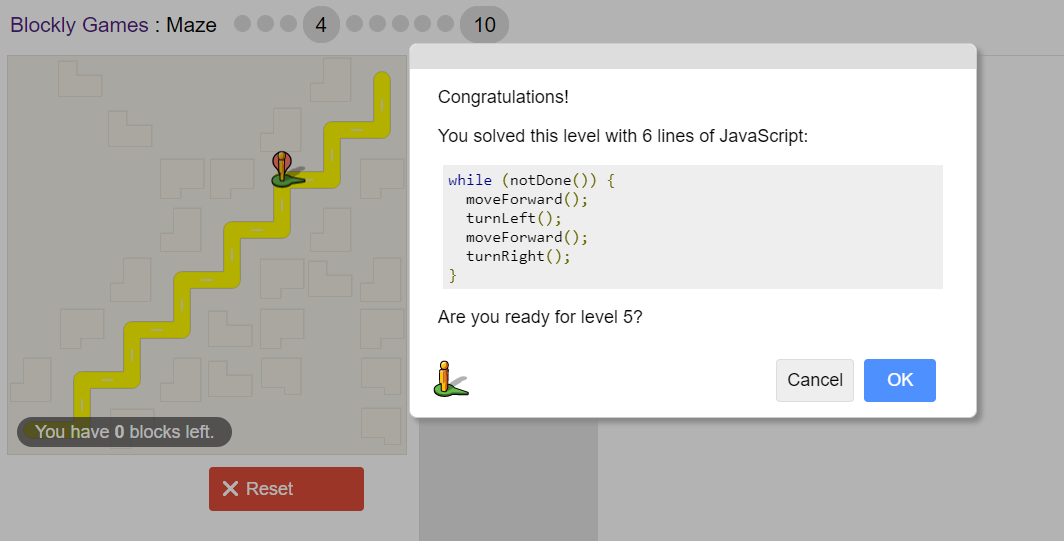 Blockly Games : Maze 4 10
Congratulations!
You solved this level with 6 lines of JavaScript:
while (notDone()) {
  moveForward();
  turnLeft();
  moveForward();
  turnRight();
}
Are you ready for level 5?
Cancel OK
You have 0 blocks left.
Reset